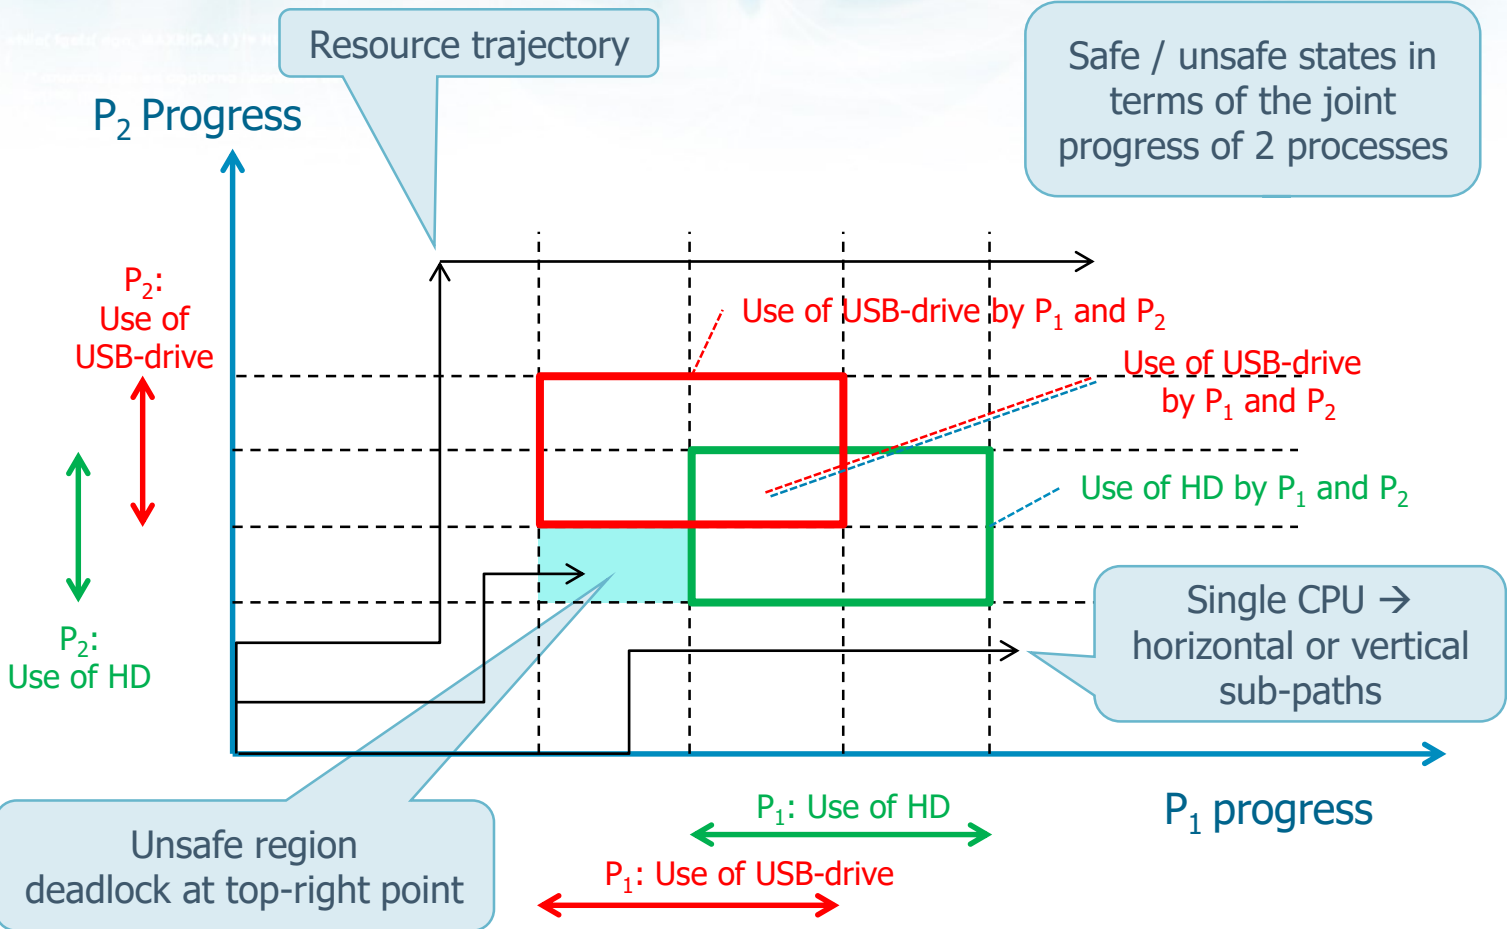 Resource trajectory
Safe / unsafe states in
terms of the joint
progress of 2 processes
P2 Progress
P2:
Use of
USB-drive
Use of USB-drive by P1 and P2
Use of USB-drive
by P1 and P2
Use of HD by P1 and P2
Single CPU →
horizontal or vertical
sub-paths
P2:
Use of HD
P1: Use of HD
P1 progress
Unsafe region
deadlock at top-right point
P1: Use of USB-drive